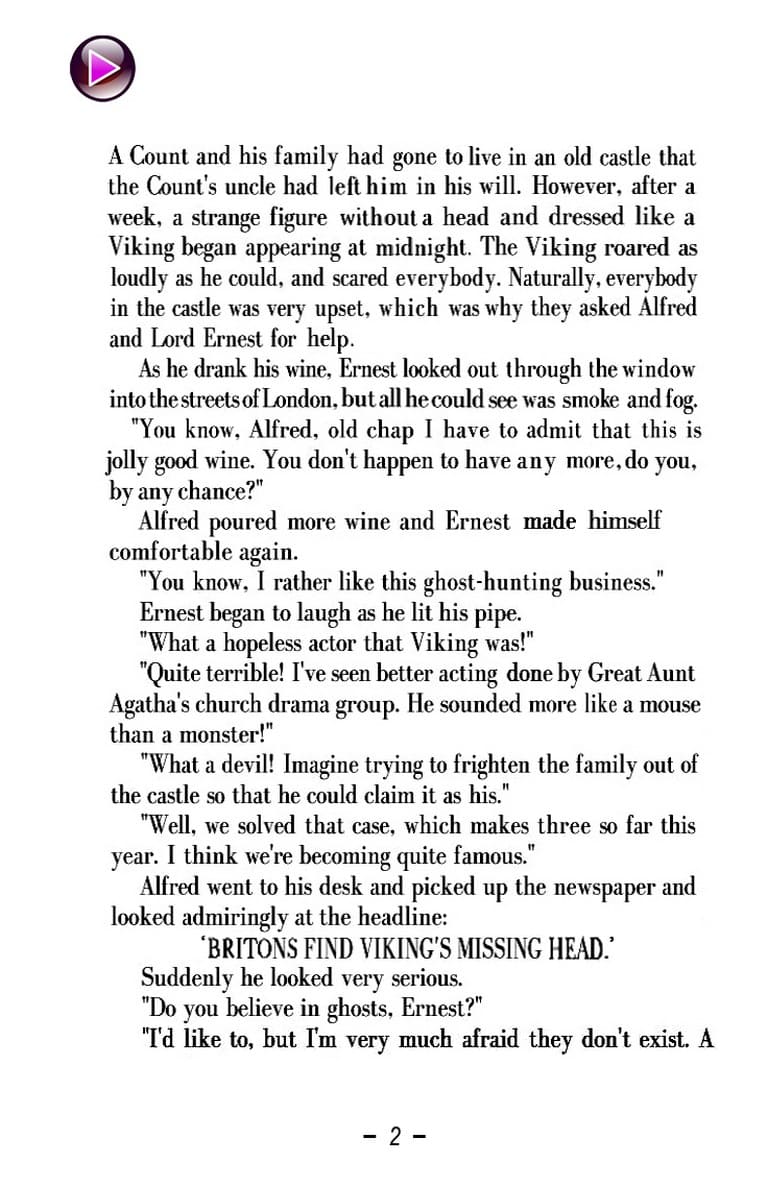 A Count and his family had gone to live in an old castle that
the Count's uncle had left him in his will. However, after a
week, a strange figure without a head and dressed like a
Viking began appearing at midnight. The Viking roared as
loudly as he could, and scared everybody. Naturally, everybody
in the castle was very upset, which was why they asked Alfred
and Lord Ernest for help.
As he drank his wine, Ernest looked out through the window
into the streets of London, but all he could see was smoke and fog.
"You know, Alfred, old chap I have to admit that this is
jolly good wine. You don't happen to have any more, do you,
by any chance?"
Alfred poured more wine and Ernest made himself
comfortable again.
"You know, I rather like this ghost-hunting business."
Ernest began to laugh as he lit his pipe.
"What a hopeless actor that Viking was!"
"Quite terrible! I've seen better acting done by Great Aunt
Agatha's church drama group. He sounded more like a mouse
than a monster!"
"What a devil! Imagine trying to frighten the family out of
the castle so that he could claim it as his."
"Well, we solved that case, which makes three so far this
year. I think we're becoming quite famous."
Alfred went to his desk and picked up the newspaper and
looked admiringly at the headline:
'BRITONS FIND VIKING'S MISSING HEAD.'
Suddenly he looked very serious.
"Do you believe in ghosts, Ernest?"
"I'd like to, but I'm very much afraid they don't exist. A
– 2 –